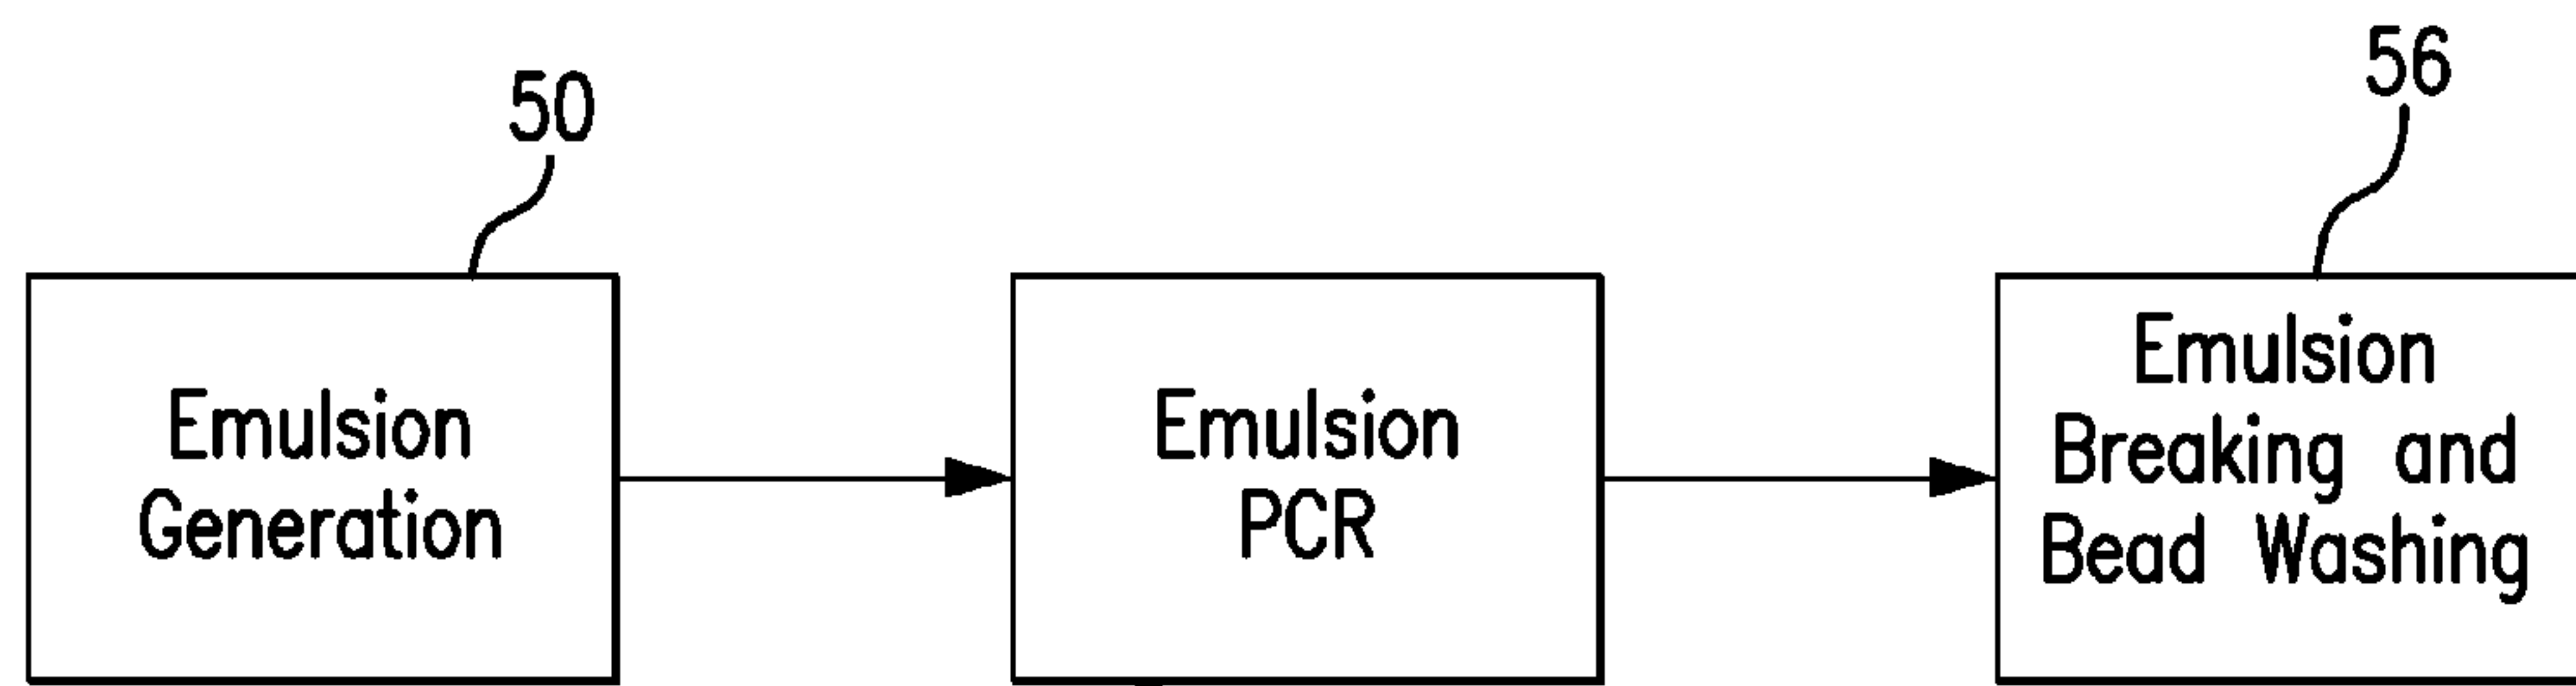 50
56
Emulsion
Generation
Emulsion
PCR
Emulsion
Breaking and
Bead Washing